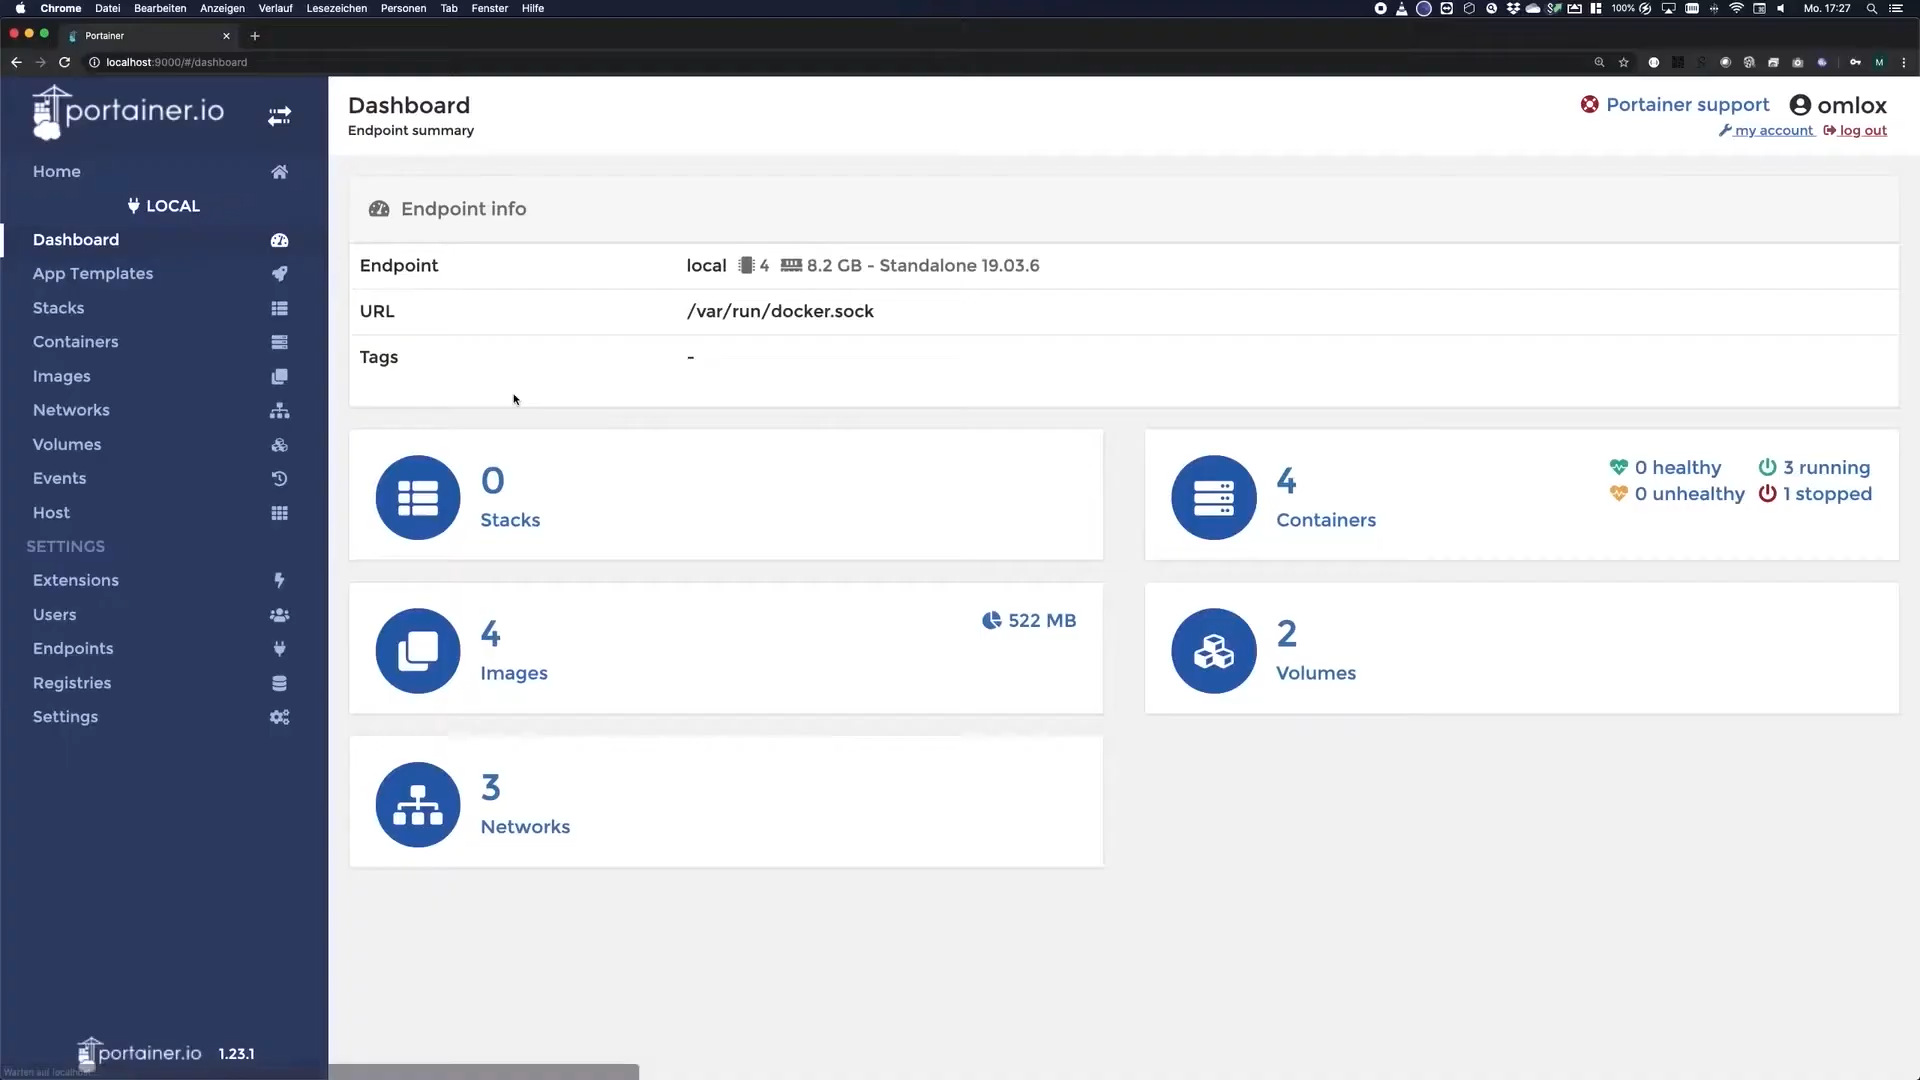 Chrome Datei Bearbeiten Anzeigen Verlauf Lesezeichen Personen Tab Fenster Hilfe 100% Mo. 17:27
Portainer
localhost:9000/#/dashboard M
portainer.io
Home
LOCAL
Dashboard
App Templates
Stacks
Containers
Images
Networks
Volumes
Events
Host
SETTINGS
Extensions
Users
Endpoints
Registries
Settings
portainer.io 1.23.1
Warten auf localhost...
Dashboard
Endpoint summary
Portainer support omlox
my account log out
Endpoint info
Endpoint local 4 8.2 GB - Standalone 19.03.6
URL /var/run/docker.sock
Tags -
0
Stacks
4
Containers
0 healthy 3 running
0 unhealthy 1 stopped
4
Images
522 MB
2
Volumes
3
Networks